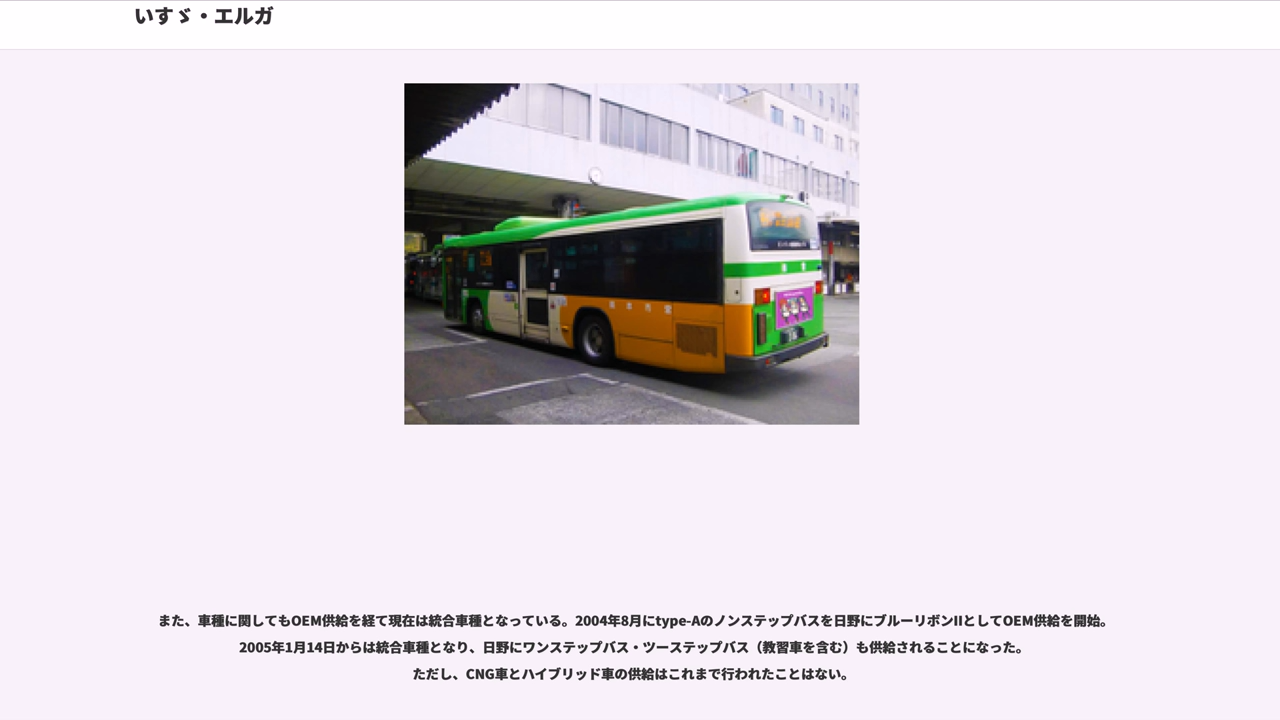 いすゞ・エルガ
また、車種に関してもOEM供給を経て現在は統合車種となっている。2004年8月にtype-Aのノンステップバスを日野にブルーリボンIIとしてOEM供給を開始。
2005年1月14日からは統合車種となり、日野にワンステップバス・ツーステップバス（教習車を含む）も供給されることになった。
ただし、CNG車とハイブリッド車の供給はこれまで行われたことはない。